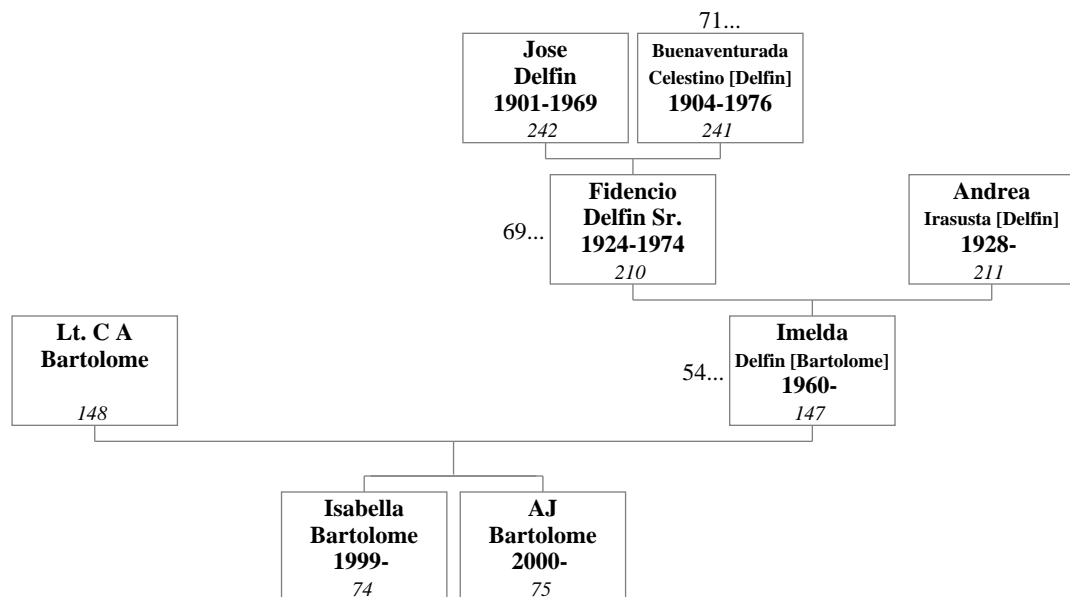 71...
Jose
Delfin
1901-1969
242
Buenaventurada
Celestino [Delfin]
1904-1976
241
69...
Fidencio
Delfin Sr.
1924-1974
210
Andrea
Irasusta [Delfin]
1928-
211
Lt. C A
Bartolome
148
54...
Imelda
Delfin [Bartolome]
1960-
147
Isabella
Bartolome
1999-
74
AJ
Bartolome
2000-
75